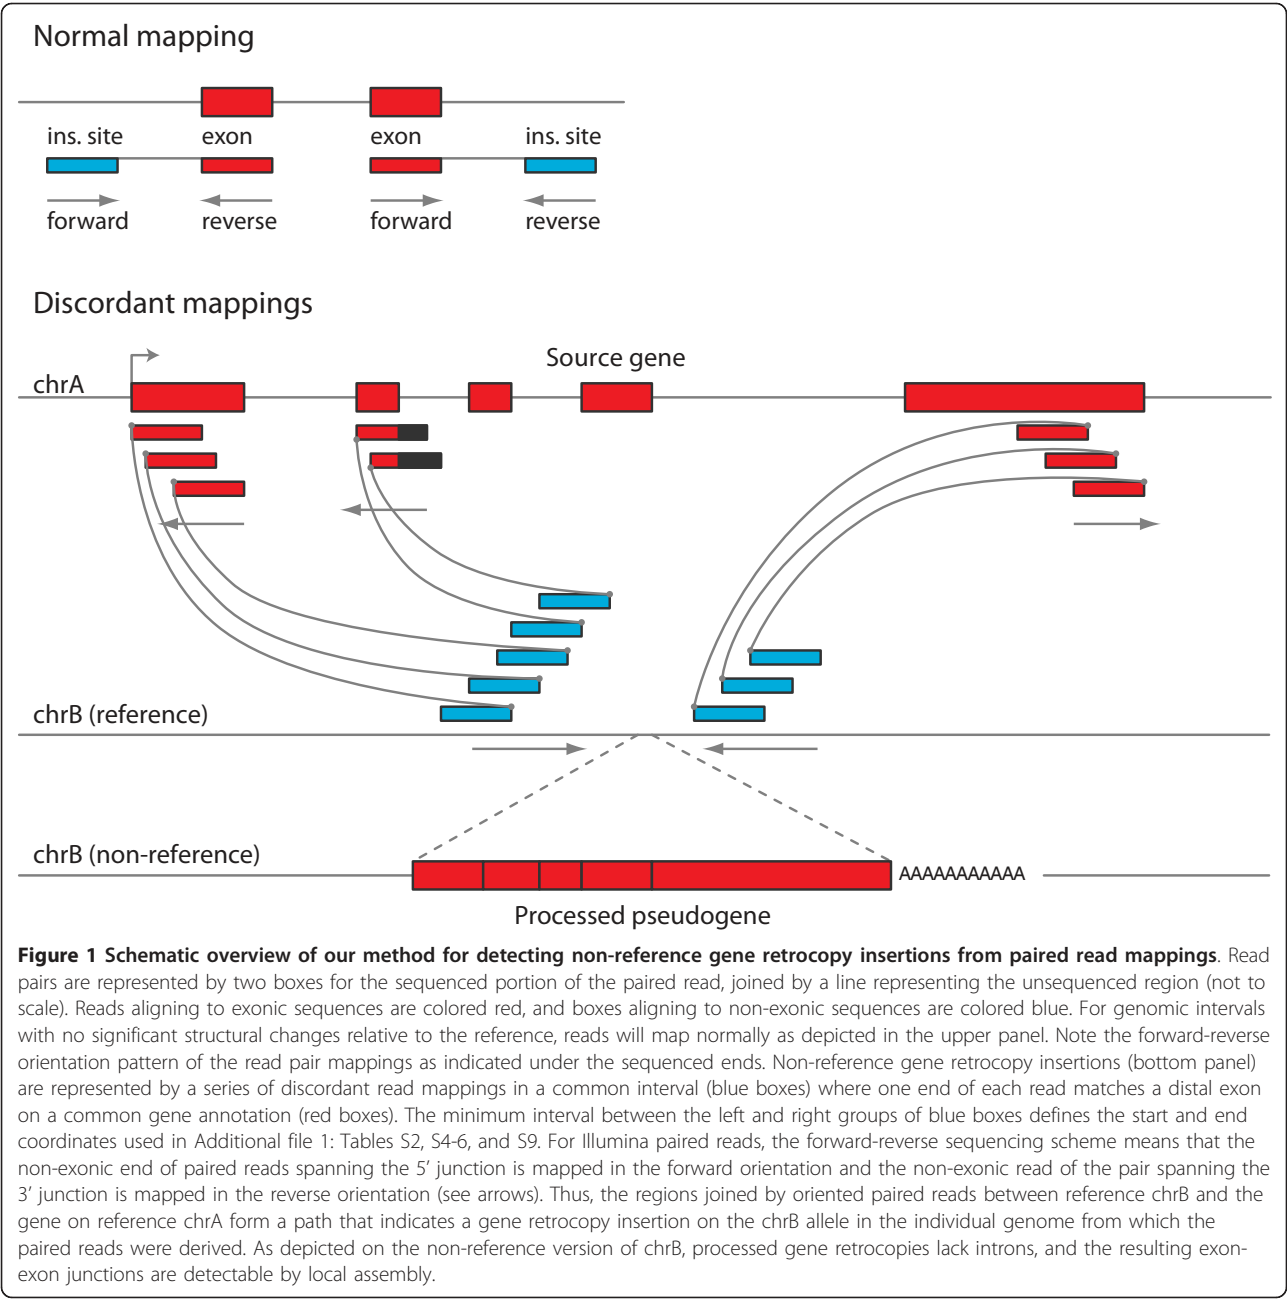 Normal mapping
ins. site exon exon ins. site
forward reverse forward reverse
Discordant mappings
Source gene
chrA
chrB (reference)
chrB (non-reference)
AAAAAAAAAAA
Processed pseudogene
Figure 1 Schematic overview of our method for detecting non-reference gene retrocopy insertions from paired read mappings. Read
pairs are represented by two boxes for the sequenced portion of the paired read, joined by a line representing the unsequenced region (not to
scale). Reads aligning to exonic sequences are colored red, and boxes aligning to non-exonic sequences are colored blue. For genomic intervals
with no significant structural changes relative to the reference, reads will map normally as depicted in the upper panel. Note the forward-reverse
orientation pattern of the read pair mappings as indicated under the sequenced ends. Non-reference gene retrocopy insertions (bottom panel)
are represented by a series of discordant read mappings in a common interval (blue boxes) where one end of each read matches a distal exon
on a common gene annotation (red boxes). The minimum interval between the left and right groups of blue boxes defines the start and end
coordinates used in Additional file 1: Tables S2, S4-6, and S9. For Illumina paired reads, the forward-reverse sequencing scheme means that the
non-exonic end of paired reads spanning the 5’ junction is mapped in the forward orientation and the non-exonic read of the pair spanning the
3’ junction is mapped in the reverse orientation (see arrows). Thus, the regions joined by oriented paired reads between reference chrB and the
gene on reference chrA form a path that indicates a gene retrocopy insertion on the chrB allele in the individual genome from which the
paired reads were derived. As depicted on the non-reference version of chrB, processed gene retrocopies lack introns, and the resulting exon-
exon junctions are detectable by local assembly.